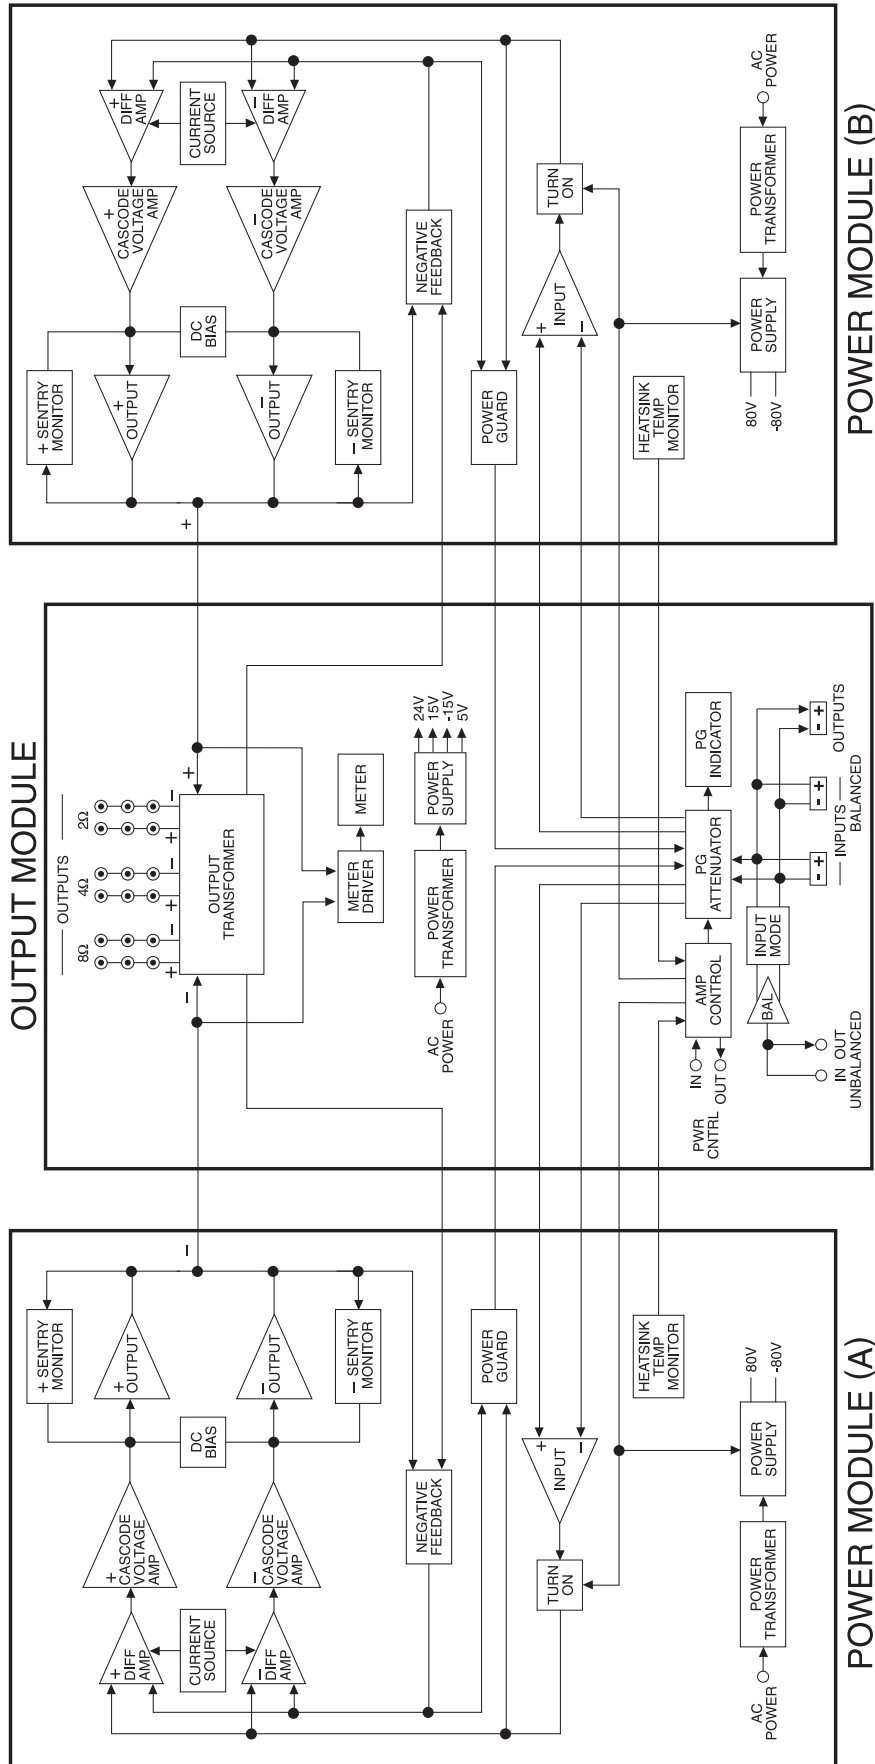 POWER MODULE (A)
+ SENTRY
MONITOR
+
DIFF
AMP
+
CASCODE
VOLTAGE
AMP
+
OUTPUT
CURRENT
SOURCE
DC
BIAS
–
–
DIFF
AMP
–
CASCODE
VOLTAGE
AMP
–
OUTPUT
– SENTRY
MONITOR
NEGATIVE
FEEDBACK
POWER
GUARD
TURN
ON
INPUT
+
–
HEATSINK
TEMP
MONITOR
AC
POWER
POWER
TRANSFORMER
POWER
SUPPLY
80V
-80V
OUTPUT MODULE
OUTPUTS
8Ω
4Ω
2Ω
+
–
+
–
+
–
–
OUTPUT
TRANSFORMER
+
METER
DRIVER
METER
AC
POWER
POWER
TRANSFORMER
POWER
SUPPLY
24V
15V
-15V
5V
PWR
CNTRL
IN
OUT
AMP
CONTROL
PG
ATTENUATOR
PG
INDICATOR
BAL
INPUT
MODE
IN OUT
UNBALANCED
-
+
-
+
-
+
INPUTS
BALANCED
OUTPUTS
POWER MODULE (B)
+
+ SENTRY
MONITOR
+
OUTPUT
+
CASCODE
VOLTAGE
AMP
+
DIFF
AMP
DC
BIAS
CURRENT
SOURCE
–
OUTPUT
–
CASCODE
VOLTAGE
AMP
–
DIFF
AMP
– SENTRY
MONITOR
NEGATIVE
FEEDBACK
POWER
GUARD
+
–
INPUT
TURN
ON
HEATSINK
TEMP
MONITOR
80V
-80V
POWER
SUPPLY
POWER
TRANSFORMER
AC
POWER